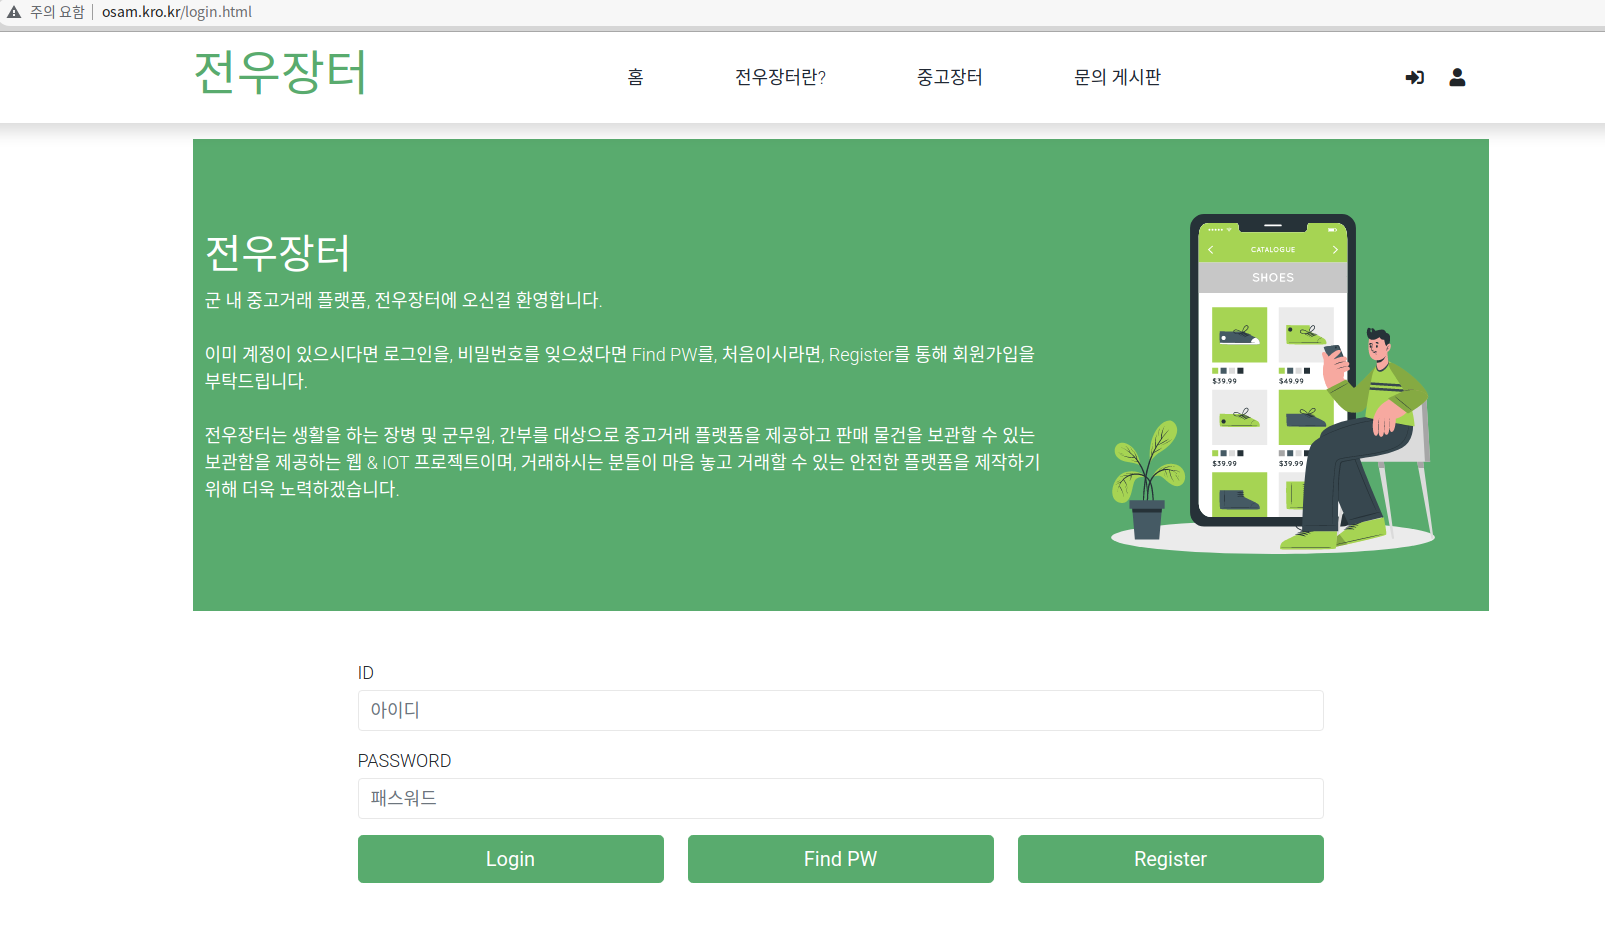 주의 요함 | osam.kro.kr/login.html
전우장터 홈 전우장터란? 중고장터 문의 게시판
전우장터
군 내 중고거래 플랫폼, 전우장터에 오신걸 환영합니다.
이미 계정이 있으시다면 로그인을, 비밀번호를 잊으셨다면 Find PW를, 처음이시라면, Register를 통해 회원가입을
부탁드립니다.
전우장터는 생활을 하는 장병 및 군무원, 간부를 대상으로 중고거래 플랫폼을 제공하고 판매 물건을 보관할 수 있는
보관함을 제공하는 웹 & IOT 프로젝트이며, 거래하시는 분들이 마음 놓고 거래할 수 있는 안전한 플랫폼을 제작하기
위해 더욱 노력하겠습니다.
CATALOGUE
SHOES
$39.99 $49.99
$39.99 $39.99
ID
아이디
PASSWORD
패스워드
Login Find PW Register